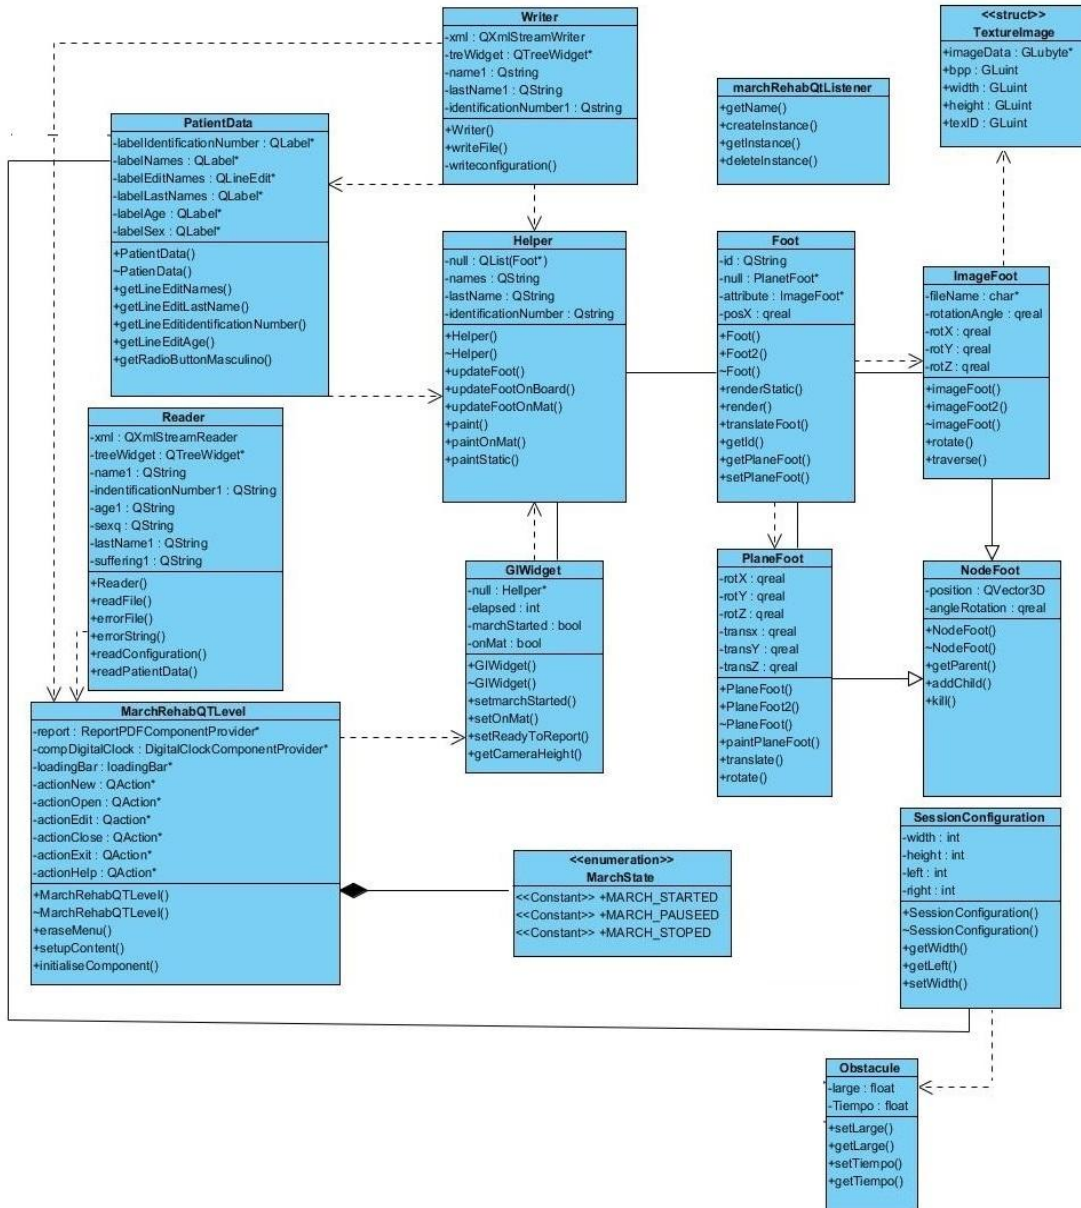 Writer
-xml : QXmlStreamWriter
-treWidget : QTreeWidget*
-name1 : Qstring
-lastName1 : QString
-identificationNumber1 : Qstring
+Writer()
+writeFile()
-writeconfiguration()
<<struct>>
TextureImage
+imageData : GLubyte*
+bpp : GLuint
+width : GLuint
+height : GLuint
+texID : GLuint
marchRehabQtListener
+getName()
+createInstance()
+getInstance()
+deleteInstance()
PatientData
-labelIdentificationNumber : QLabel*
-labelNames : QLabel*
-labelEditNames : QLineEdit*
-labelLastNames : QLabel*
-labelAge : QLabel*
-labelSex : QLabel*
+PatientData()
~PatienData()
+getLineEditNames()
+getLineEditLastName()
+getLineEditidentificationNumber()
+getLineEditAge()
+getRadioButtonMasculino()
Helper
-null : QList(Foot*)
-names : QString
-lastName : QString
-identificationNumber : Qstring
+Helper()
~Helper()
+updateFoot()
+updateFootOnBoard()
+updateFootOnMat()
+paint()
+paintOnMat()
+paintStatic()
Foot
-id : QString
-null : PlanetFoot*
-attribute : ImageFoot*
-posX : qreal
+Foot()
+Foot2()
~Foot()
+renderStatic()
+render()
+translateFoot()
+getId()
+getPlaneFoot()
+setPlaneFoot()
ImageFoot
-fileName : char*
-rotationAngle : qreal
-rotX : qreal
-rotY : qreal
-rotZ : qreal
+imageFoot()
+imageFoot2()
~imageFoot()
+rotate()
+traverse()
Reader
-xml : QXmlStreamReader
-treeWidget : QTreeWidget*
-name1 : QString
-indentificationNumber1 : QString
-age1 : QString
-sexq : QString
-lastName1 : QString
-suffering1 : QString
+Reader()
+readFile()
+errorFile()
+errorString()
+readConfiguration()
+readPatientData()
GlWidget
-null : Hellper*
-elapsed : int
-marchStarted : bool
-onMat : bool
+GlWidget()
~GlWidget()
+setmarchStarted()
+setOnMat()
+setReadyToReport()
+getCameraHeight()
PlaneFoot
-rotX : qreal
-rotY : qreal
-rotZ : qreal
-transx : qreal
-transY : qreal
-transZ : qreal
+PlaneFoot()
+PlaneFoot2()
~PlaneFoot()
+paintPlaneFoot()
+translate()
+rotate()
NodeFoot
-position : QVector3D
-angleRotation : qreal
+NodeFoot()
~NodeFoot()
+getParent()
+addChild()
+kill()
MarchRehabQTLevel
-report : ReportPDFComponentProvider*
-compDigitalClock : DigitalClockComponentProvider*
-loadingBar : loadingBar*
-actionNew : QAction*
-actionOpen : QAction*
-actionEdit : Qaction*
-actionClose : QAction*
-actionExit : QAction*
-actionHelp : QAction*
+MarchRehabQTLevel()
~MarchRehabQTLevel()
+eraseMenu()
+setupContent()
+initialiseComponent()
<<enumeration>>
MarchState
<<Constant>> +MARCH_STARTED
<<Constant>> +MARCH_PAUSEED
<<Constant>> +MARCH_STOPED
SessionConfiguration
-width : int
-height : int
-left : int
-right : int
+SessionConfiguration()
~SessionConfiguration()
+getWidth()
+getLeft()
+setWidth()
Obstacule
-large : float
-Tiempo : float
+setLarge()
+getLarge()
+setTiempo()
+getTiempo()